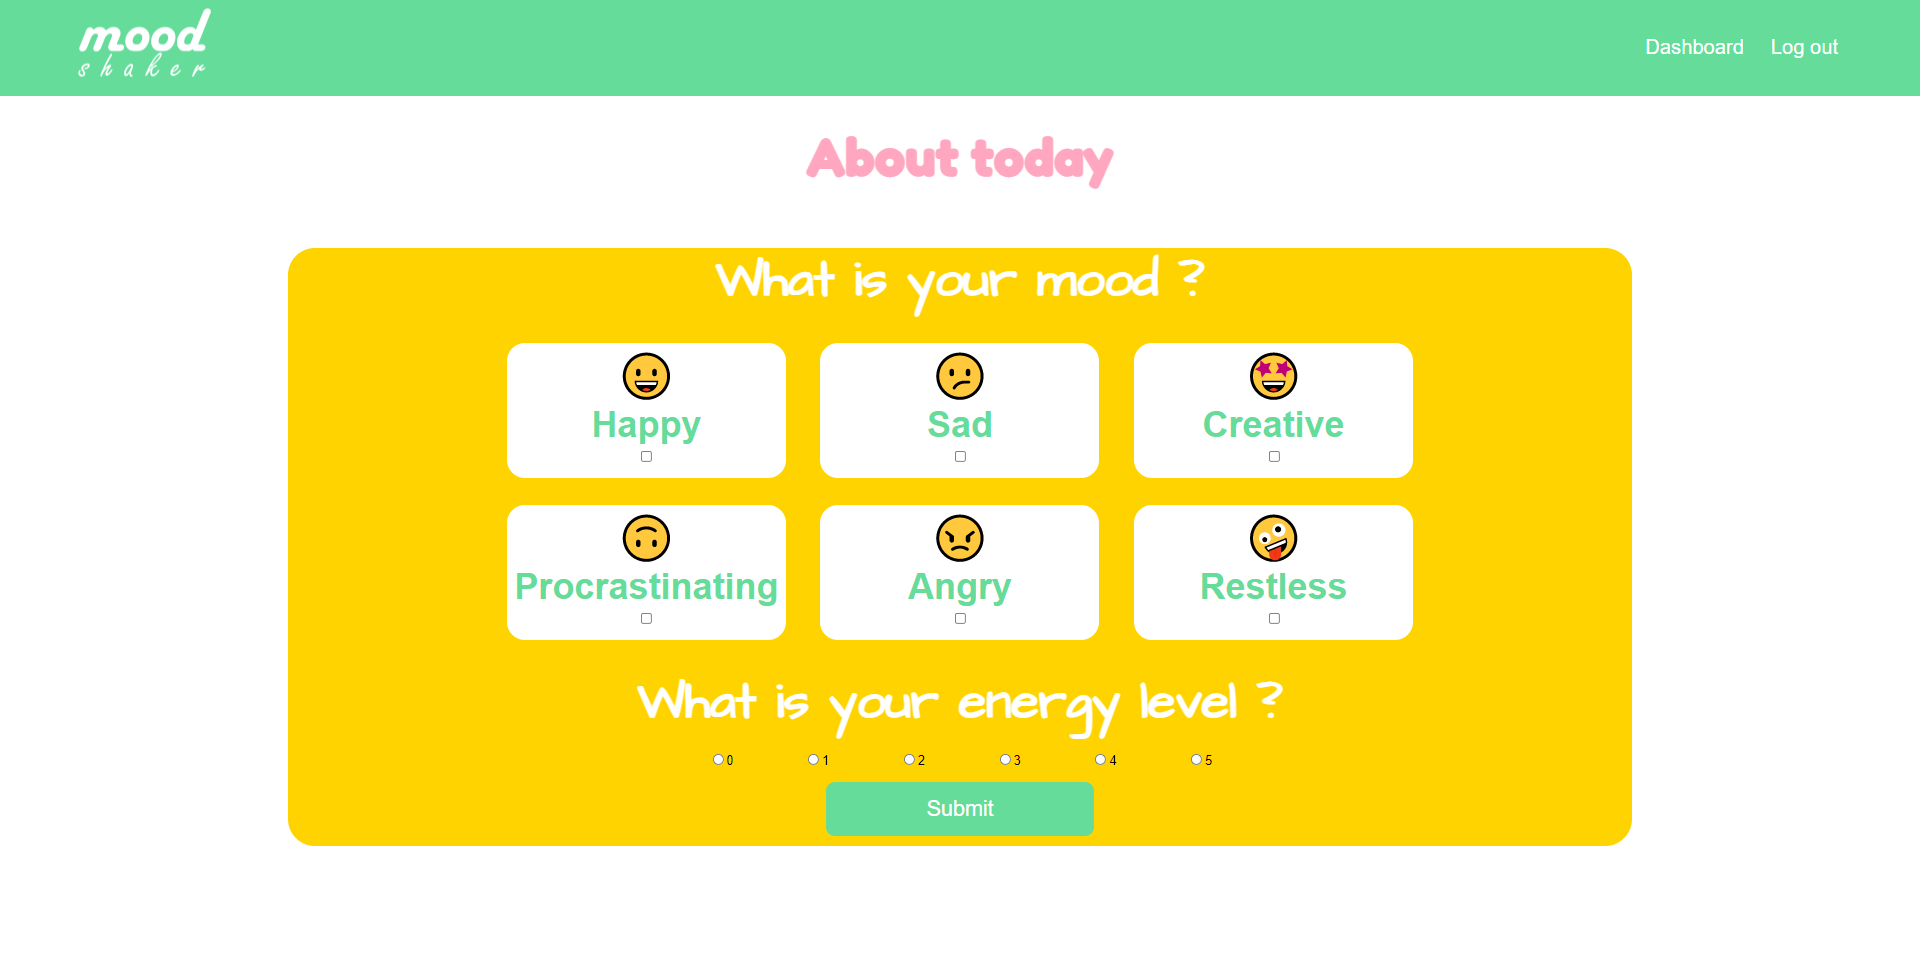 mood
shaker
Dashboard Log out
About today
What is your mood ?
Happy Sad Creative
Procrastinating Angry Restless
What is your energy level ?
0 1 2 3 4 5
Submit